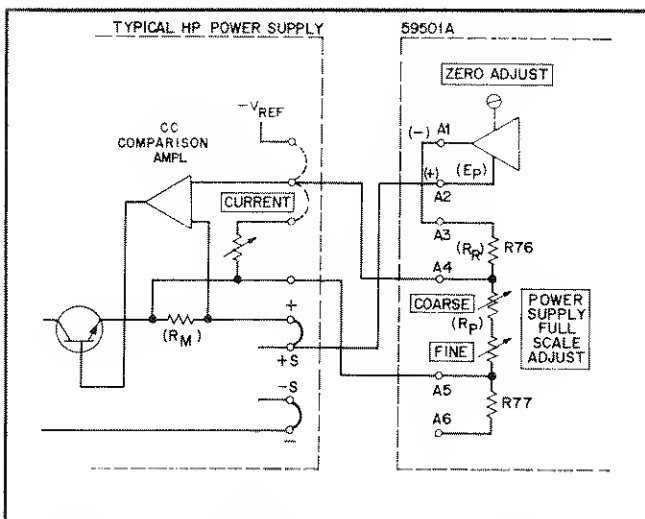 TYPICAL HP POWER SUPPLY
59501A
ZERO ADJUST
-VREF
CC
COMPARISON
AMPL
(-) A1
(EP)
(+)
A2
CURRENT
A3
(RR) R76
A4
COARSE
(RP)
FINE
POWER
SUPPLY
FULL
SCALE
ADJUST
+
(RM)
+S
A5
R77
-S
A6
-